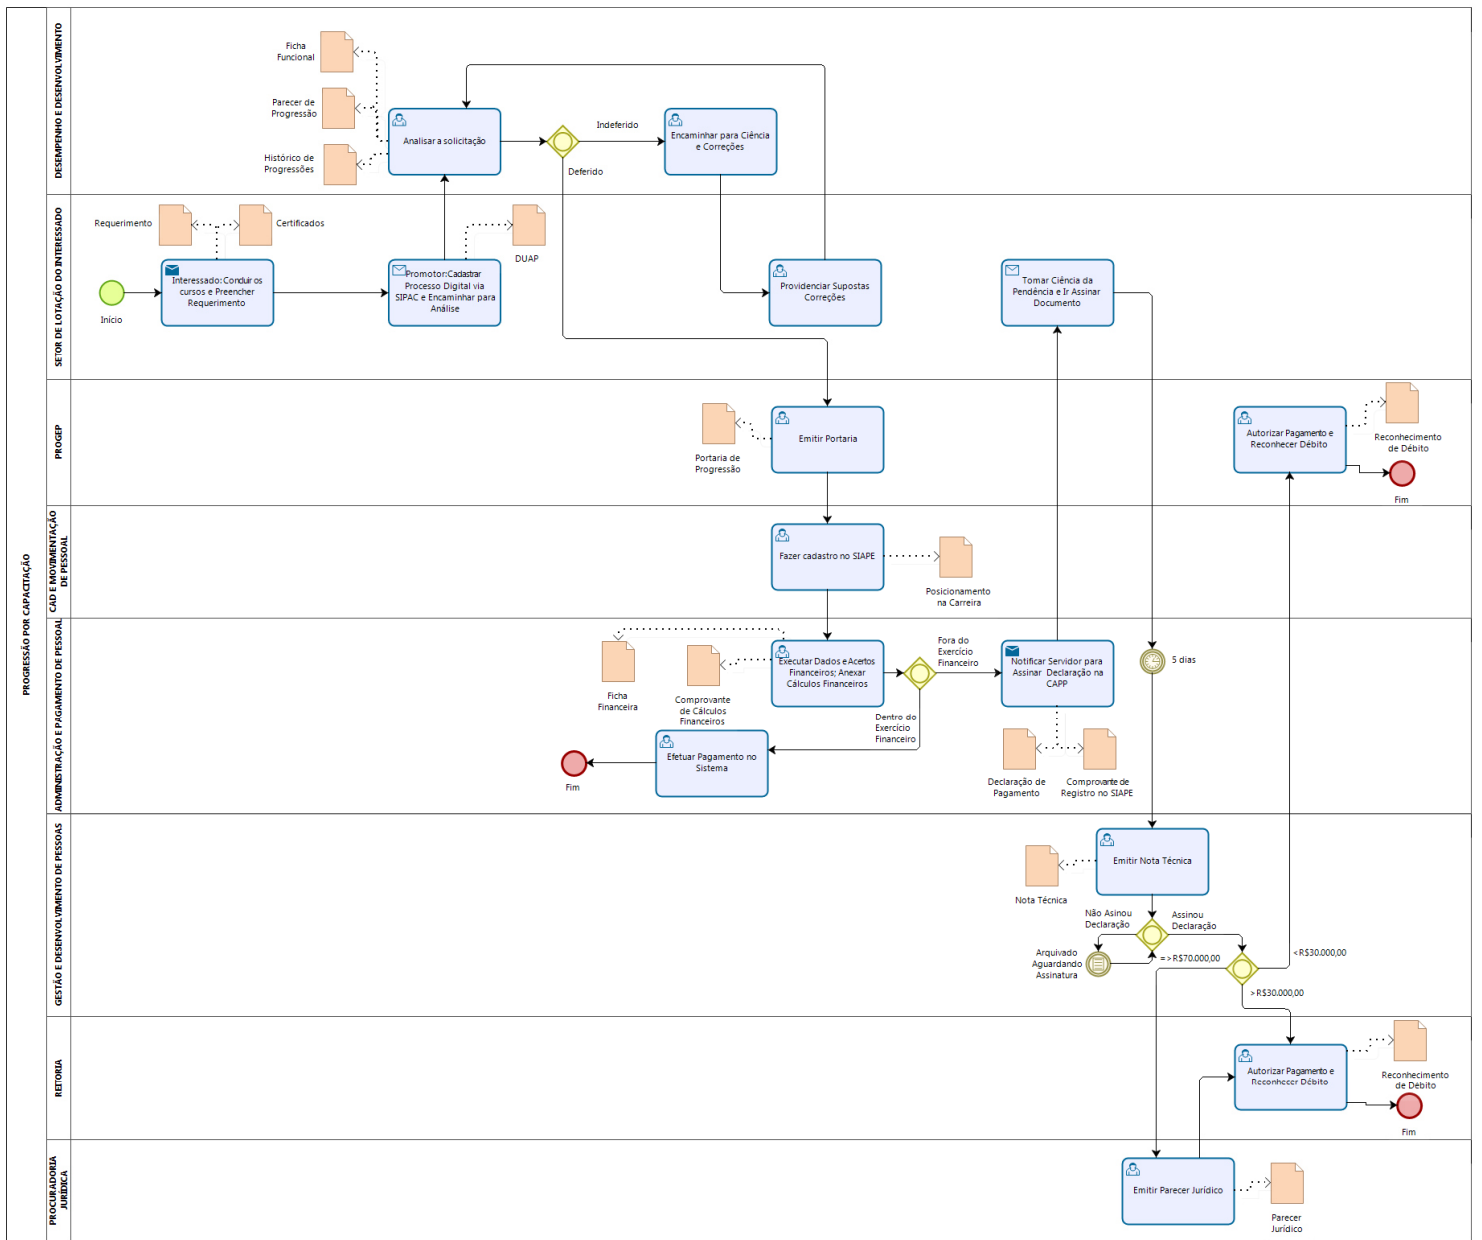 PROGRESSÃO POR CAPACITAÇÃO
DESEMPENHO E DESENVOLVIMENTO
Ficha
Funcional
Parecer de
Progressão
Histórico de
Progressões
Analisar a solicitação
Indeferido
Deferido
Encaminhar para Ciência
e Correções
SETOR DE LOTAÇÃO DO INTERESSADO
Requerimento
Certificados
DUAP
Início
Interessado: Conduir os
cursos e Preencher
Requerimento
Promotor:Cadastrar
Processo Digital via
SIPAC e Encaminhar para
Análise
Providenciar Supostas
Correções
Tomar Ciência da
Pendência e Ir Assinar
Documento
PROGEP
Portaria de
Progressão
Emitir Portaria
Autorizar Pagamento e
Reconhecer Débito
Reconhecimento
de Débito
Fim
CAD E MOVIMENTAÇÃO
DE PESSOAL
Fazer cadastro no SIAPE
Posicionamento
na Carreira
ADMINISTRAÇÃO E PAGAMENTO DE PESSOAL
Ficha
Financeira
Comprovante
de Cálculos
Financeiros
Executar Dados e Acertos
Financeiros; Anexar
Cálculos Financeiros
Fora do
Exercício
Financeiro
Dentro do
Exercício
Financeiro
Notificar Servidor para
Assinar Declaração na
CAPP
5 dias
Efetuar Pagamento no
Sistema
Fim
Declaração de
Pagamento
Comprovante de
Registro no SIAPE
GESTÃO E DESENVOLVIMENTO DE PESSOAS
Emitir Nota Técnica
Nota Técnica
Não Asinou
Declaração
Assinou
Declaração
Arquivado
Aguardando
Assinatura
=>R$70.000,00
<R$30.000,00
>R$30.000,00
REITORIA
Autorizar Pagamento e
Reconhecer Débito
Reconhecimento
de Débito
Fim
PROCURADORIA
JURÍDICA
Emitir Parecer Jurídico
Parecer
Jurídico